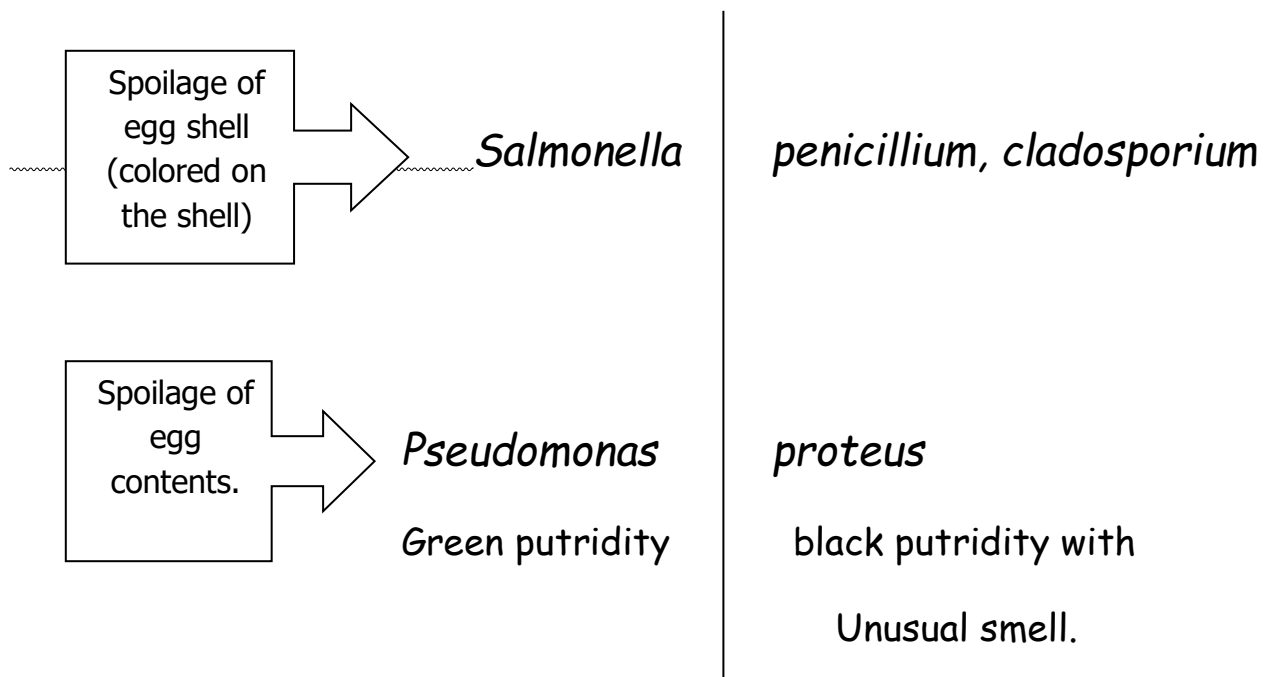 Spoilage of
egg shell
(colored on
the shell)
Salmonella
penicillium, cladosporium
Spoilage of
egg
contents.
Pseudomonas
proteus
Green putridity
black putridity with
Unusual smell.